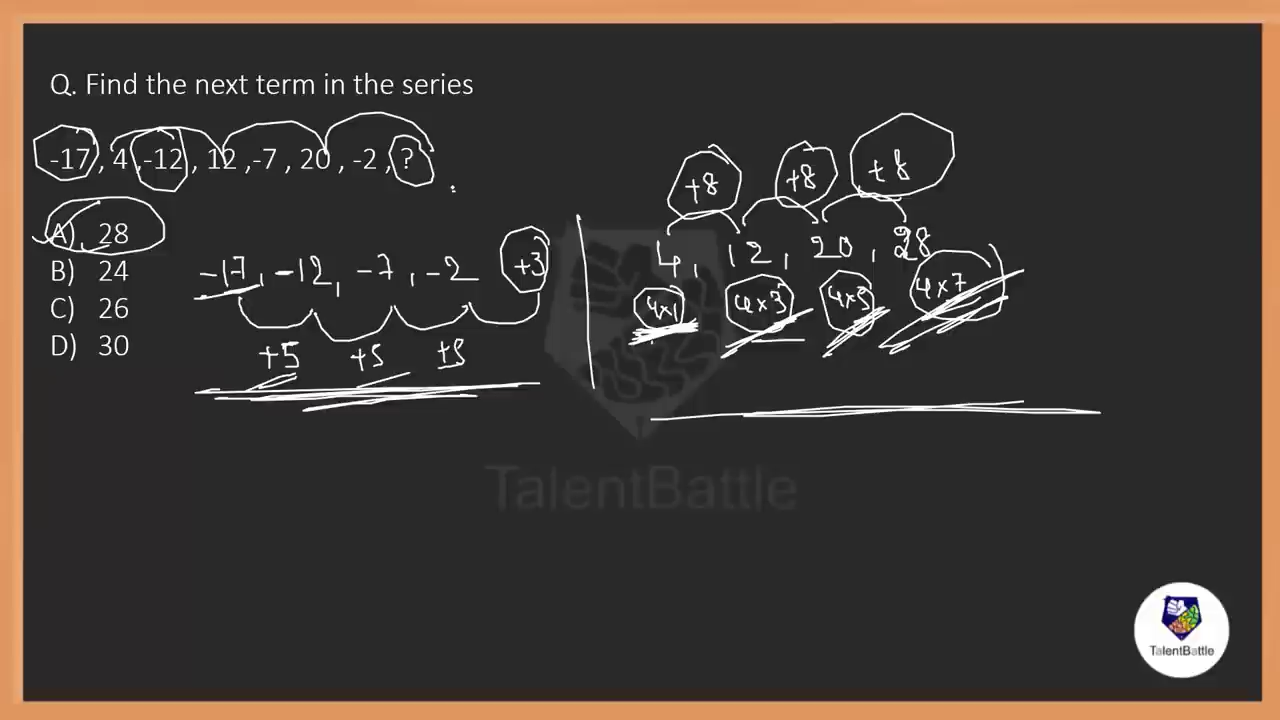 Q. Find the next term in the series
-17 , 4 ,-12 , 12 ,-7 , 20 , -2 , ?
A) 28
B) 24
C) 26
D) 30
-17, -12, -7, -2 +3
+5 +5 +5
+8 +8 +8
4, 12, 20, 28
4x1 4x3 4x5 4x7
TalentBattle
TalentBattle